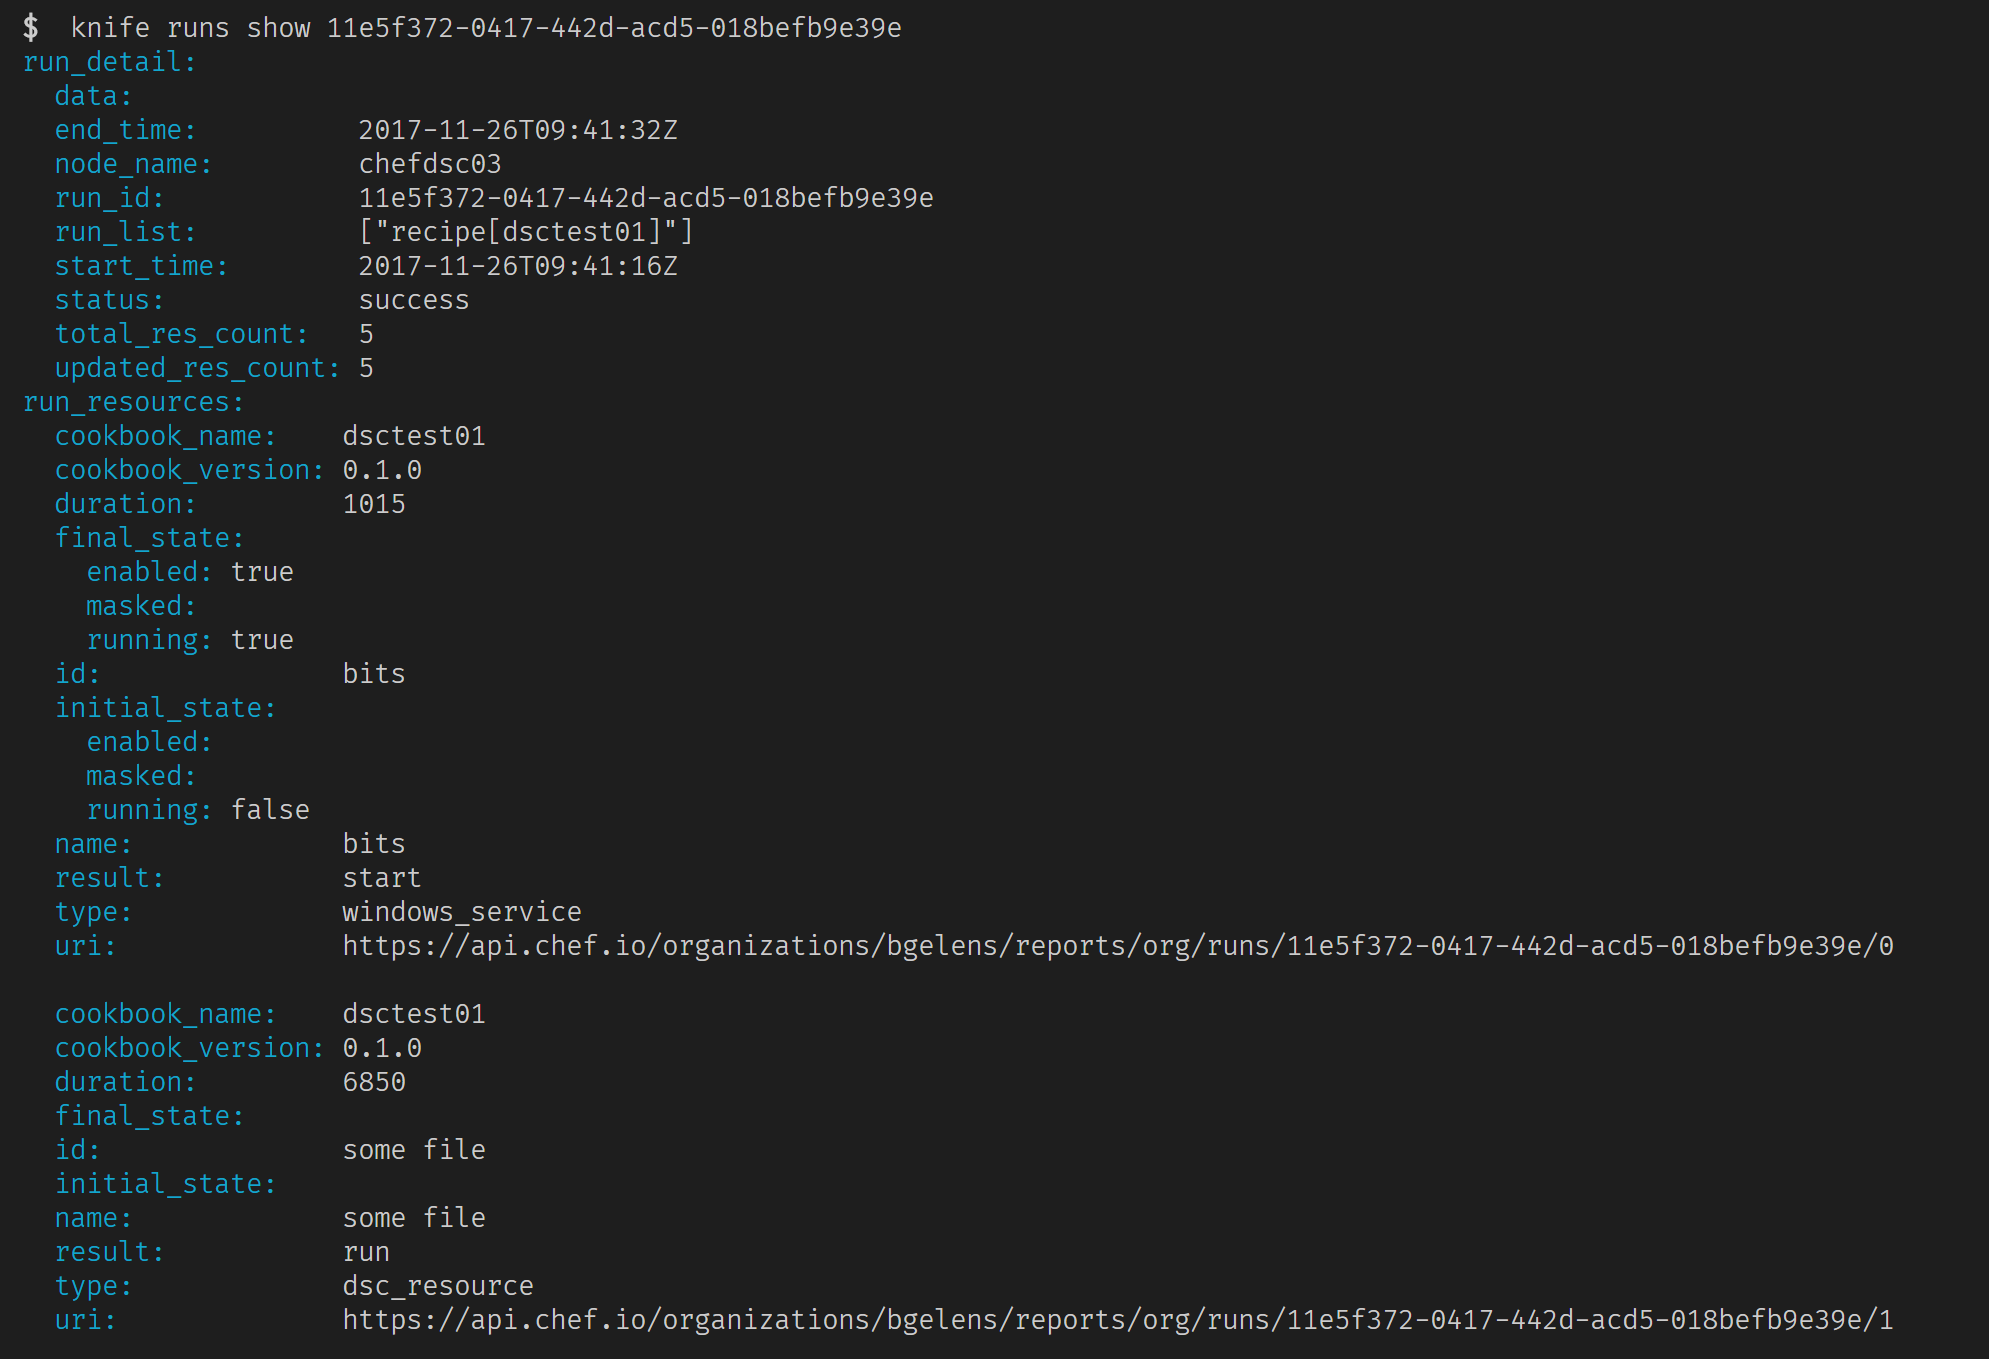 $  knife runs show 11e5f372-0417-442d-acd5-018befb9e39e
run_detail:
  data:
  end_time:          2017-11-26T09:41:32Z
  node_name:         chefdsc03
  run_id:            11e5f372-0417-442d-acd5-018befb9e39e
  run_list:          ["recipe[dsctest01]"]
  start_time:        2017-11-26T09:41:16Z
  status:            success
  total_res_count:   5
  updated_res_count: 5
run_resources:
  cookbook_name:    dsctest01
  cookbook_version: 0.1.0
  duration:         1015
  final_state:
    enabled: true
    masked:
    running: true
  id:               bits
  initial_state:
    enabled:
    masked:
    running: false
  name:             bits
  result:           start
  type:             windows_service
  uri:              https://api.chef.io/organizations/bgelens/reports/org/runs/11e5f372-0417-442d-acd5-018befb9e39e/0

  cookbook_name:    dsctest01
  cookbook_version: 0.1.0
  duration:         6850
  final_state:
  id:               some file
  initial_state:
  name:             some file
  result:           run
  type:             dsc_resource
  uri:              https://api.chef.io/organizations/bgelens/reports/org/runs/11e5f372-0417-442d-acd5-018befb9e39e/1